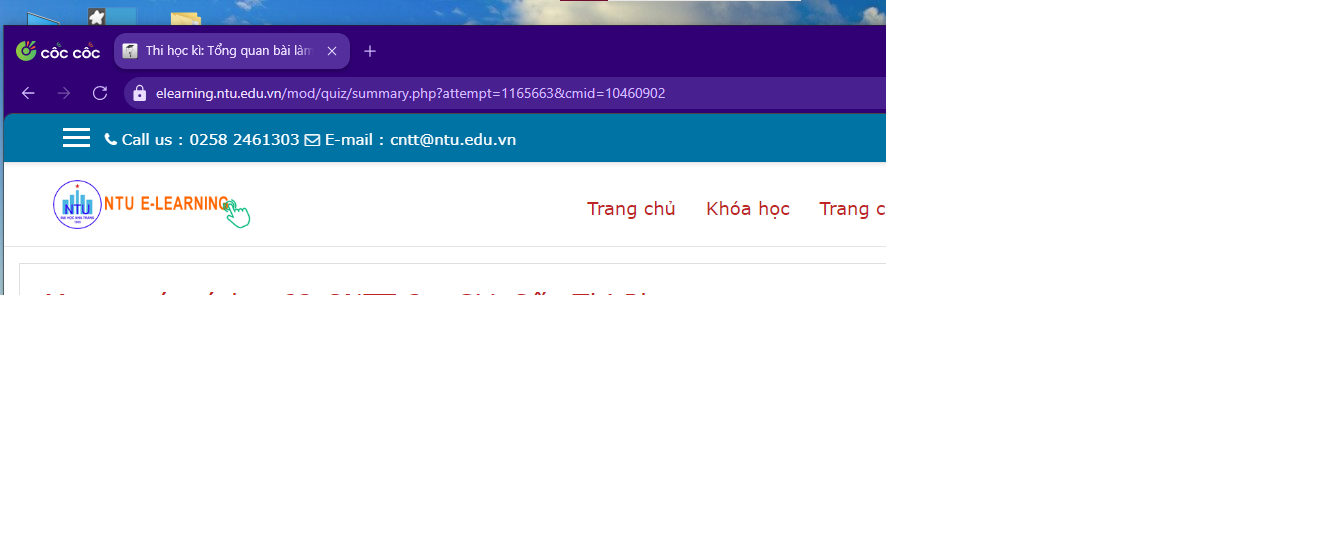 cốc cốc
Thi học kì: Tổng quan bài làm
elearning.ntu.edu.vn/mod/quiz/summary.php?attempt=1165663&cmid=10460902
Call us : 0258 2461303 E-mail : cntt@ntu.edu.vn
NTU
NTU E-LEARNING
Trang chủ Khóa học Trang c